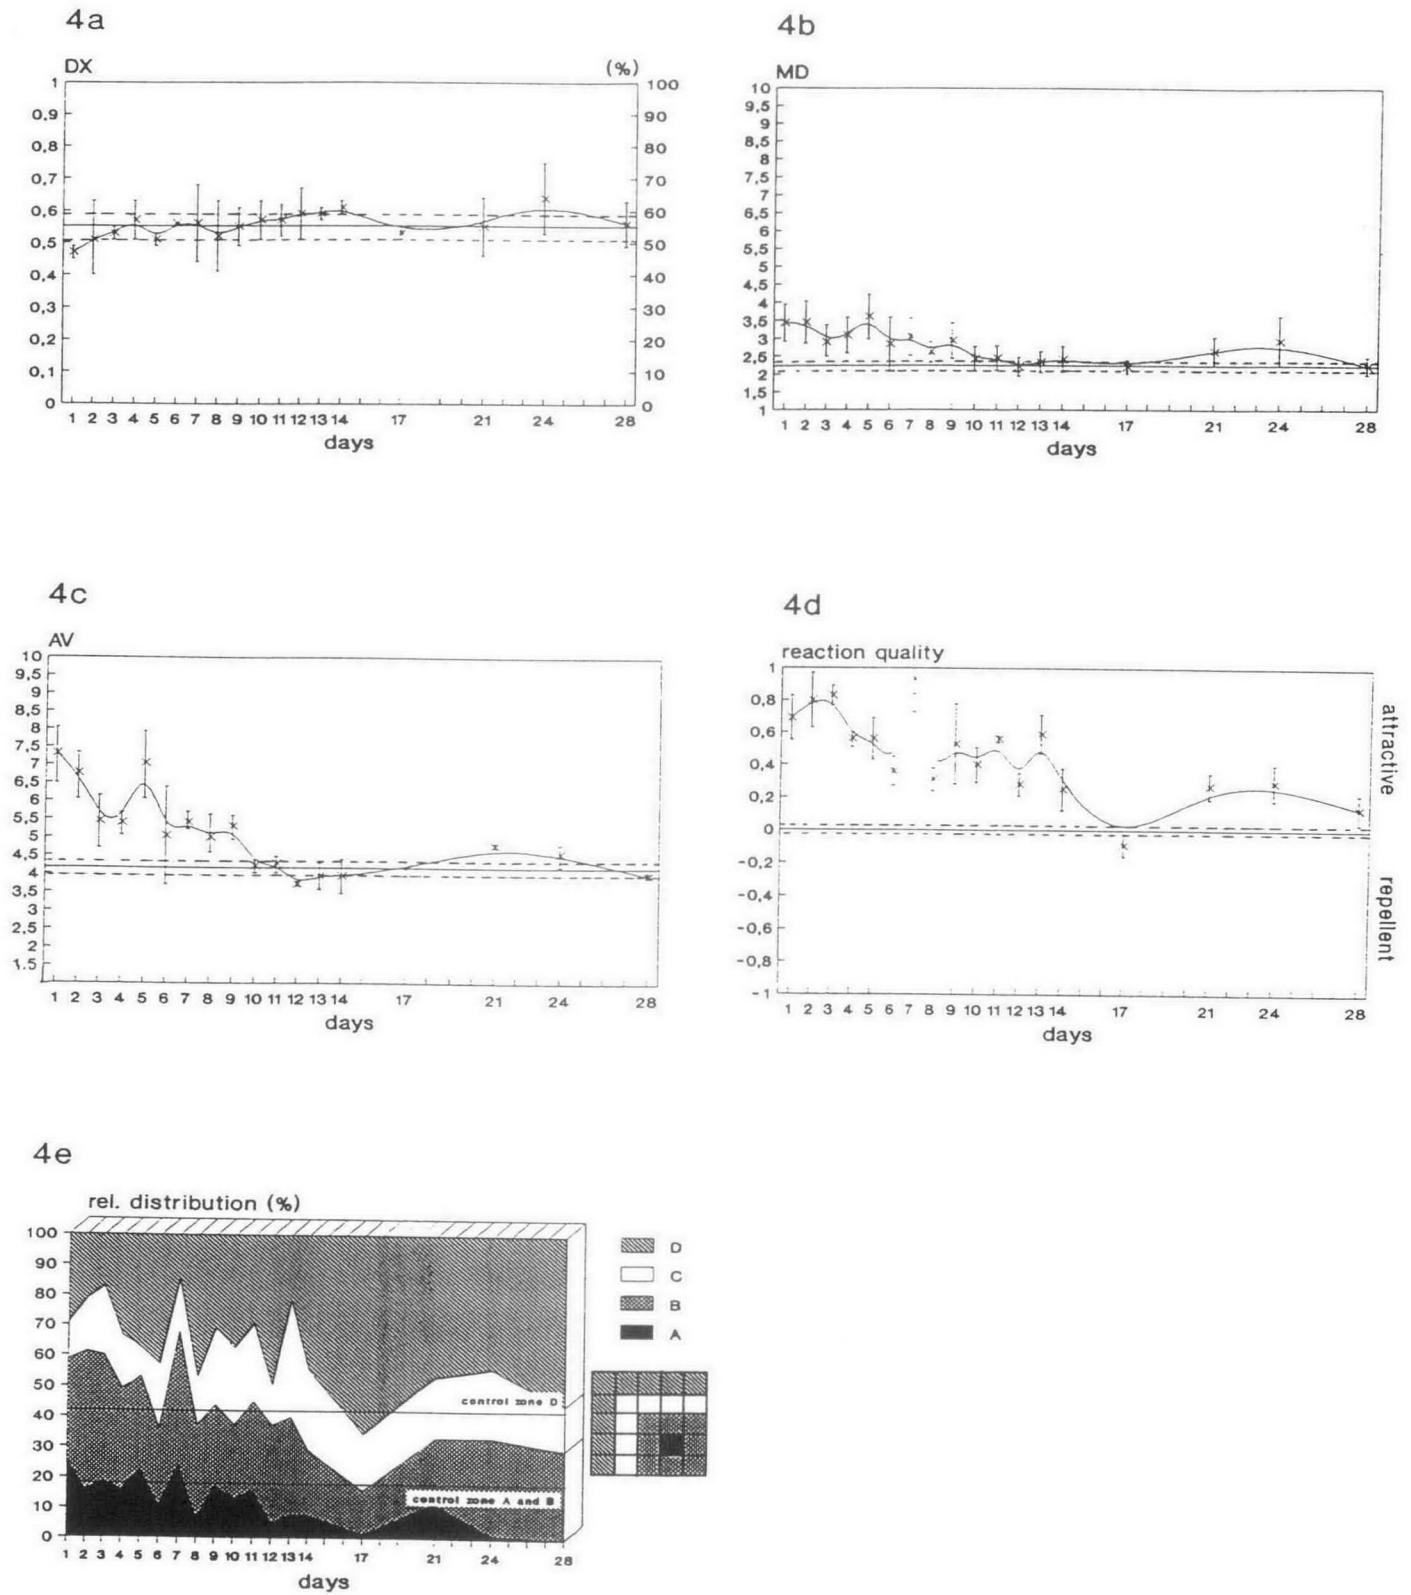 4a
DX
(%)
1
0,9
0,8
0,7
0,6
0,5
0,4
0,3
0,2
0,1
0
100
90
80
70
60
50
40
30
20
10
0
1 2 3 4 5 6 7 8 9 10 11 12 13 14 17 21 24 28
days
4b
MD
10
9,5
9
8,5
8
7,5
7
6,5
6
5,5
5
4,5
4
3,5
3
2,5
2
1,5
1
1 2 3 4 5 6 7 8 9 10 11 12 13 14 17 21 24 28
days
4c
AV
10
9,5
9
8,5
8
7,5
7
6,5
6
5,5
5
4,5
4
3,5
3
2,5
2
1.5
1 2 3 4 5 6 7 8 9 10 11 12 13 14 17 21 24 28
days
4d
reaction quality
1
0,8
0,6
0,4
0,2
0
-0,2
-0,4
-0,6
-0,8
-1
attractive
repellent
1 2 3 4 5 6 7 8 9 10 11 12 13 14 17 21 24 28
days
4e
rel. distribution (%)
100
90
80
70
60
50
40
30
20
10
0
control zone D
control zone A and B
1 2 3 4 5 6 7 8 9 10 11 12 13 14 17 21 24 28
days
D
C
B
A